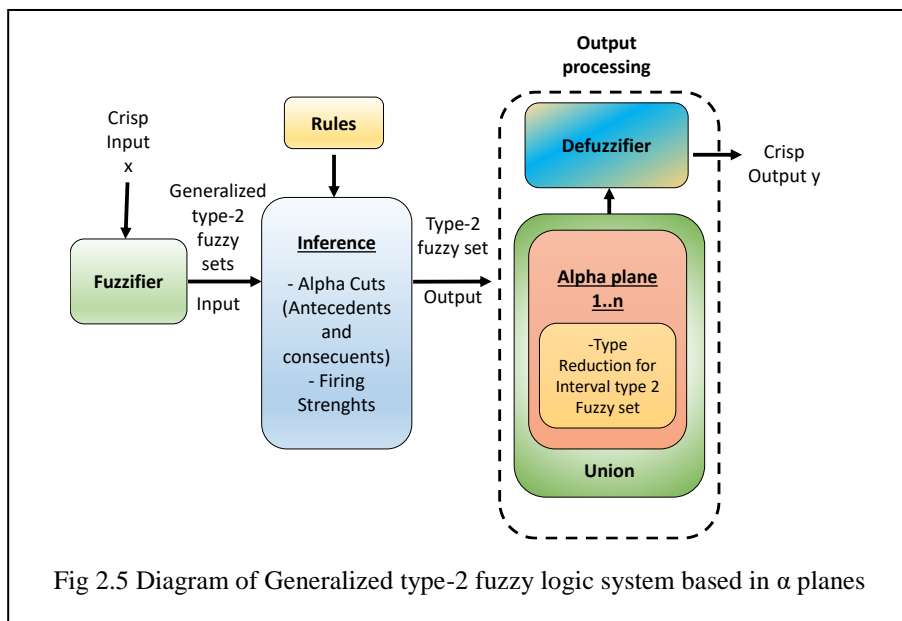 Crisp
Input
x
Fuzzifier
Generalized
type-2
fuzzy
sets
Input
Rules
Inference
- Alpha Cuts
(Antecedents
and
consecuents)
- Firing
Strenghts
Type-2
fuzzy set
Output
Output
processing
Defuzzifier
Crisp
Output y
Alpha plane
1..n
-Type
Reduction for
Interval type 2
Fuzzy set
Union
Fig 2.5 Diagram of Generalized type-2 fuzzy logic system based in α planes